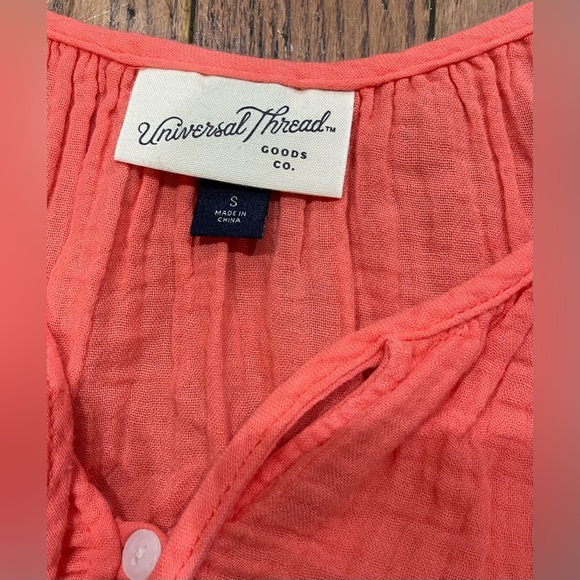 Universal Thread™
GOODS
CO.
S
MADE IN
CHINA